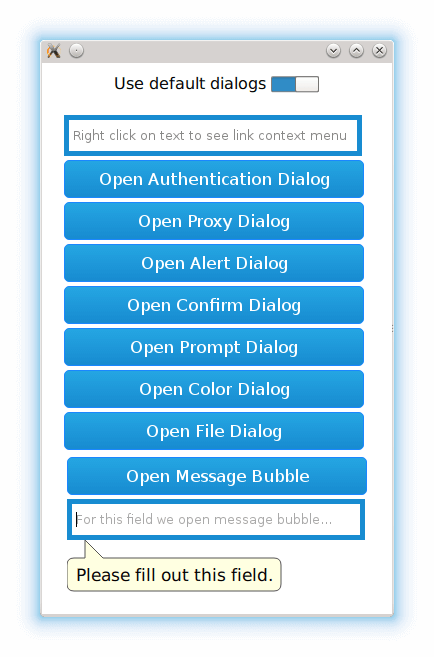 Use default dialogs
Right click on text to see link context menu
Open Authentication Dialog
Open Proxy Dialog
Open Alert Dialog
Open Confirm Dialog
Open Prompt Dialog
Open Color Dialog
Open File Dialog
Open Message Bubble
For this field we open message bubble...
Please fill out this field.